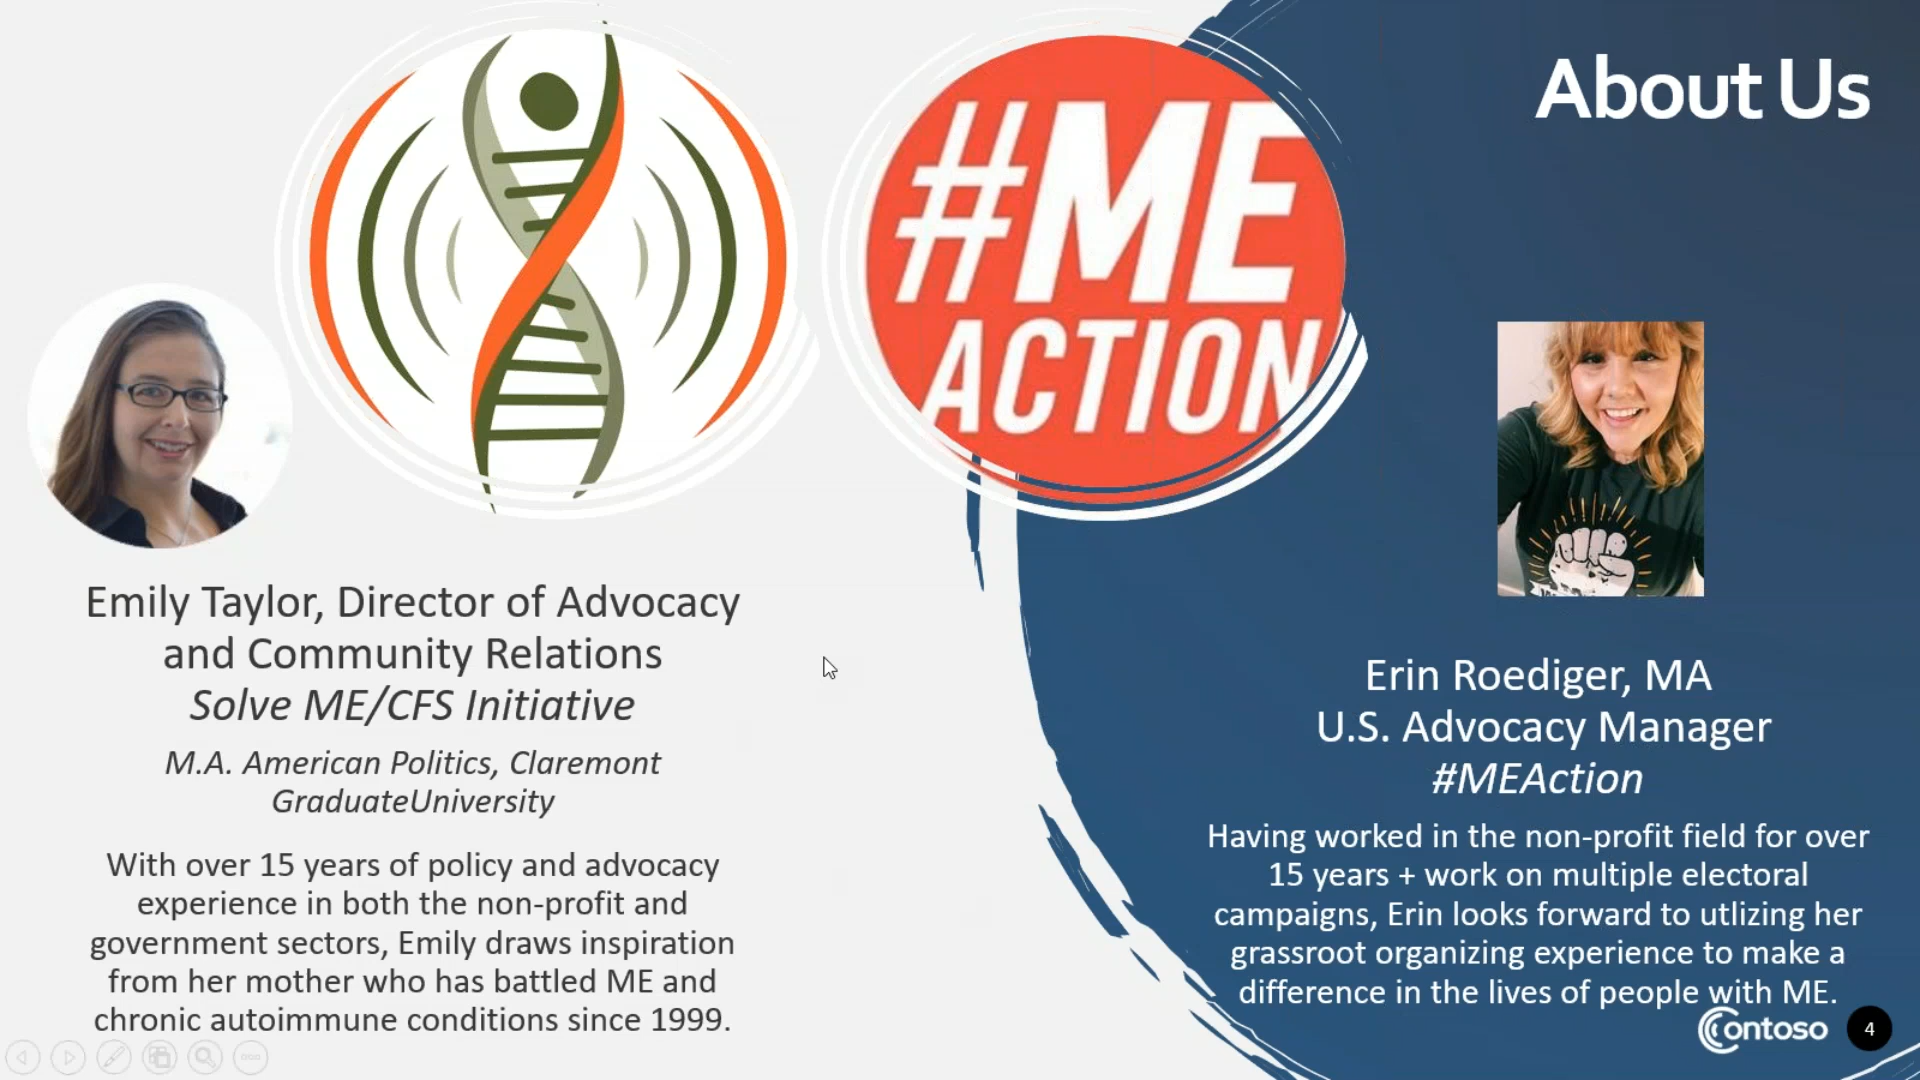 About Us
#ME
ACTION
Emily Taylor, Director of Advocacy
and Community Relations
Solve ME/CFS Initiative
M.A. American Politics, Claremont
GraduateUniversity
With over 15 years of policy and advocacy
experience in both the non-profit and
government sectors, Emily draws inspiration
from her mother who has battled ME and
chronic autoimmune conditions since 1999.
Erin Roediger, MA
U.S. Advocacy Manager
#MEAction
Having worked in the non-profit field for over
15 years + work on multiple electoral
campaigns, Erin looks forward to utlizing her
grassroot organizing experience to make a
difference in the lives of people with ME.
Contoso
4